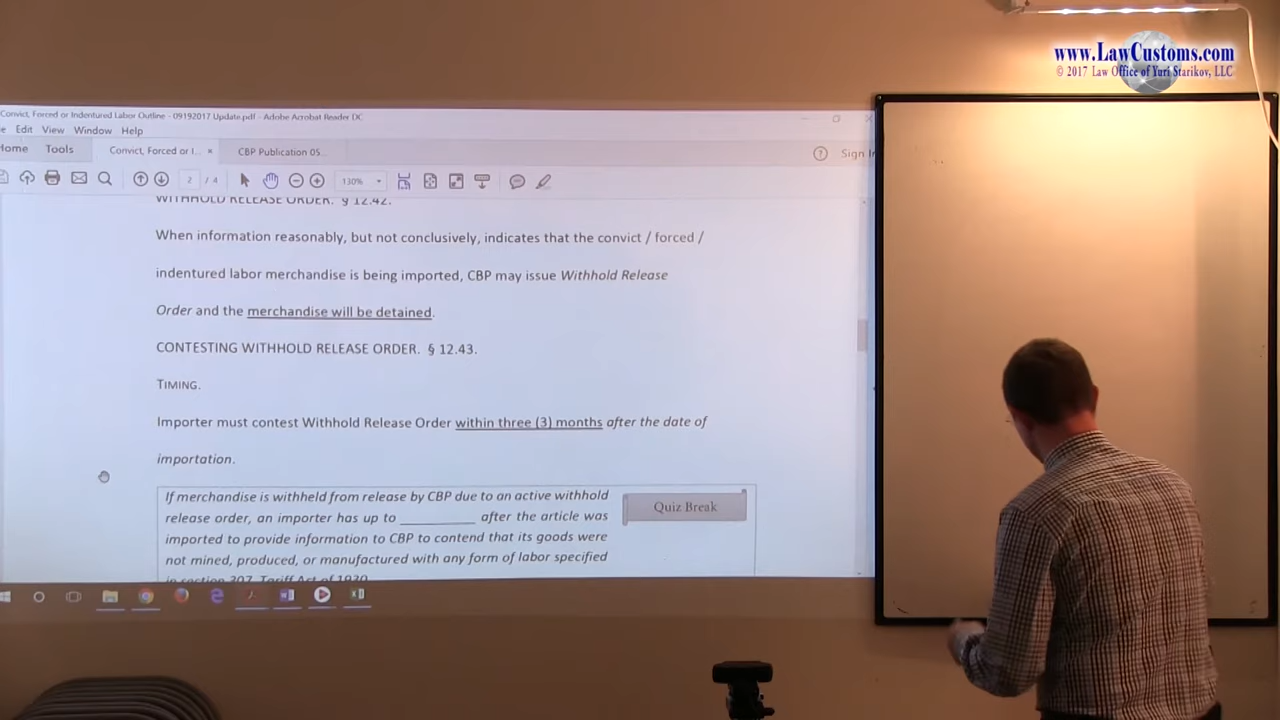 www.LawCustoms.com
© 2017 Law Office of Yuri Starikov, LLC
Convict, Forced or Indentured Labor Outline - 09192017 Update.pdf - Adobe Acrobat Reader DC
e Edit View Window Help
Home Tools Convict, Forced or I... × CBP Publication 05... Sign In
2 / 4 130%
WITHHOLD RELEASE ORDER. § 12.42.
When information reasonably, but not conclusively, indicates that the convict / forced /
indentured labor merchandise is being imported, CBP may issue Withhold Release
Order and the merchandise will be detained.
CONTESTING WITHHOLD RELEASE ORDER. § 12.43.
TIMING.
Importer must contest Withhold Release Order within three (3) months after the date of
importation.
If merchandise is withheld from release by CBP due to an active withhold
release order, an importer has up to __________ after the article was
imported to provide information to CBP to contend that its goods were
not mined, produced, or manufactured with any form of labor specified
in section 307, Tariff Act of 1930
Quiz Break